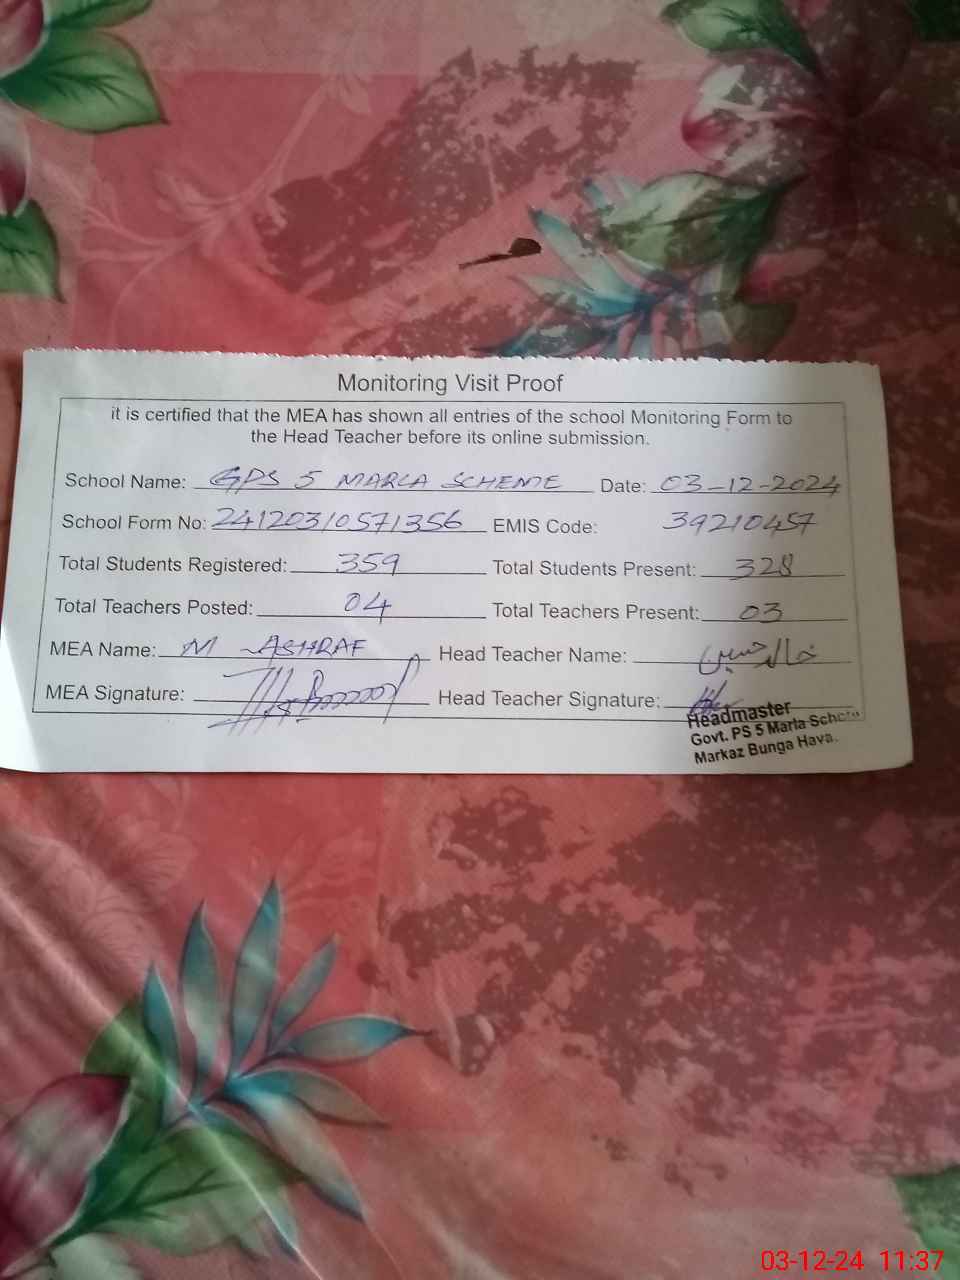 Monitoring Visit Proof
it is certified that the MEA has shown all entries of the school Monitoring Form to
the Head Teacher before its online submission.
School Name: GPS 5 MARLA SCHEME Date: 03-12-2024
School Form No: 24120310571356 EMIS Code: 39210457
Total Students Registered: 359 Total Students Present: 328
Total Teachers Posted: 04 Total Teachers Present: 03
MEA Name: M ASHRAF Head Teacher Name: خالد حسین
MEA Signature: Head Teacher Signature:
Headmaster
Govt. PS 5 Marla Scheme
Markaz Bunga Haya.
03-12-24 11:37